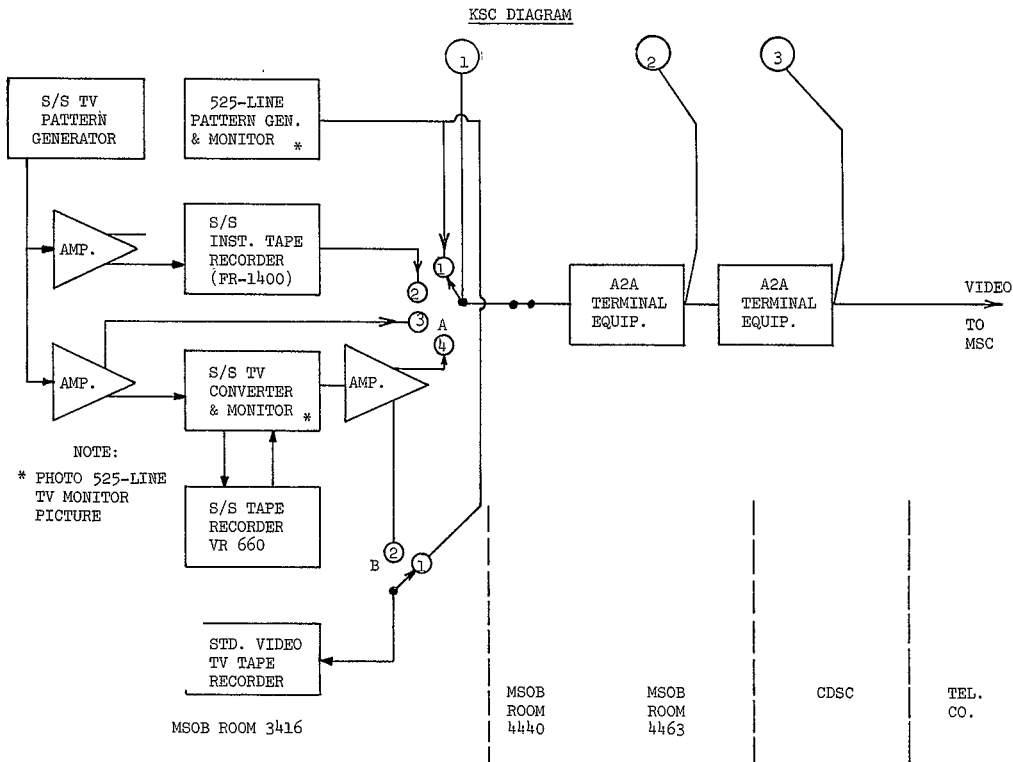 KSC DIAGRAM
1
2
3
S/S TV
PATTERN
GENERATOR
525-LINE
PATTERN GEN.
& MONITOR *
AMP.
S/S
INST. TAPE
RECORDER
(FR-1400)
1
2
3
A
4
A2A
TERMINAL
EQUIP.
A2A
TERMINAL
EQUIP.
VIDEO
TO
MSC
AMP.
S/S TV
CONVERTER
& MONITOR *
AMP.
NOTE:
* PHOTO 525-LINE
TV MONITOR
PICTURE
S/S TAPE
RECORDER
VR 660
B
2
1
STD. VIDEO
TV TAPE
RECORDER
MSOB ROOM 3416
MSOB
ROOM
4440
MSOB
ROOM
4463
CDSC
TEL.
CO.